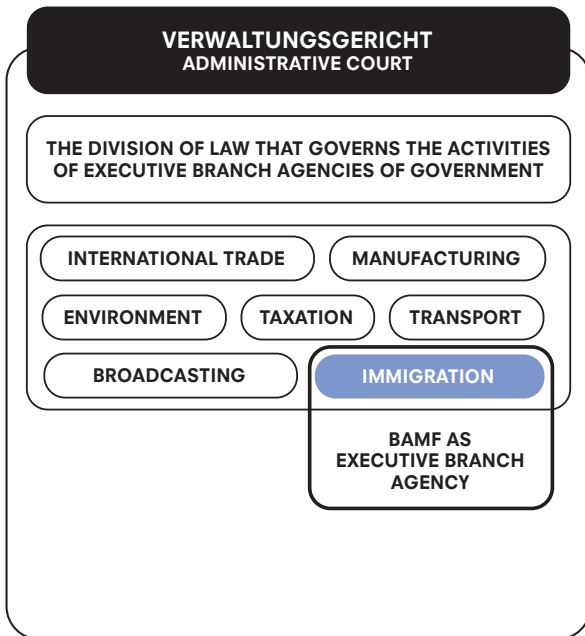 VERWALTUNGSGERICHT
ADMINISTRATIVE COURT
THE DIVISION OF LAW THAT GOVERNS THE ACTIVITIES
OF EXECUTIVE BRANCH AGENCIES OF GOVERNMENT
INTERNATIONAL TRADE
MANUFACTURING
ENVIRONMENT
TAXATION
TRANSPORT
BROADCASTING
IMMIGRATION
BAMF AS
EXECUTIVE BRANCH
AGENCY